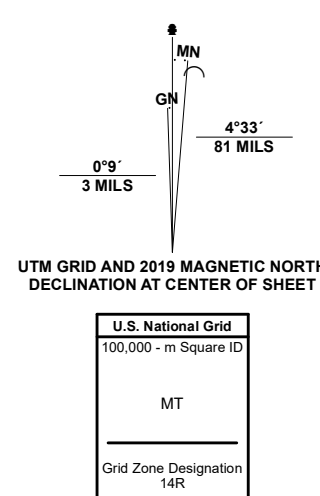 MN
GN
4°33´
81 MILS
0°9´
3 MILS
UTM GRID AND 2019 MAGNETIC NORTH
DECLINATION AT CENTER OF SHEET
U.S. National Grid
100,000 - m Square ID
MT
Grid Zone Designation
14R